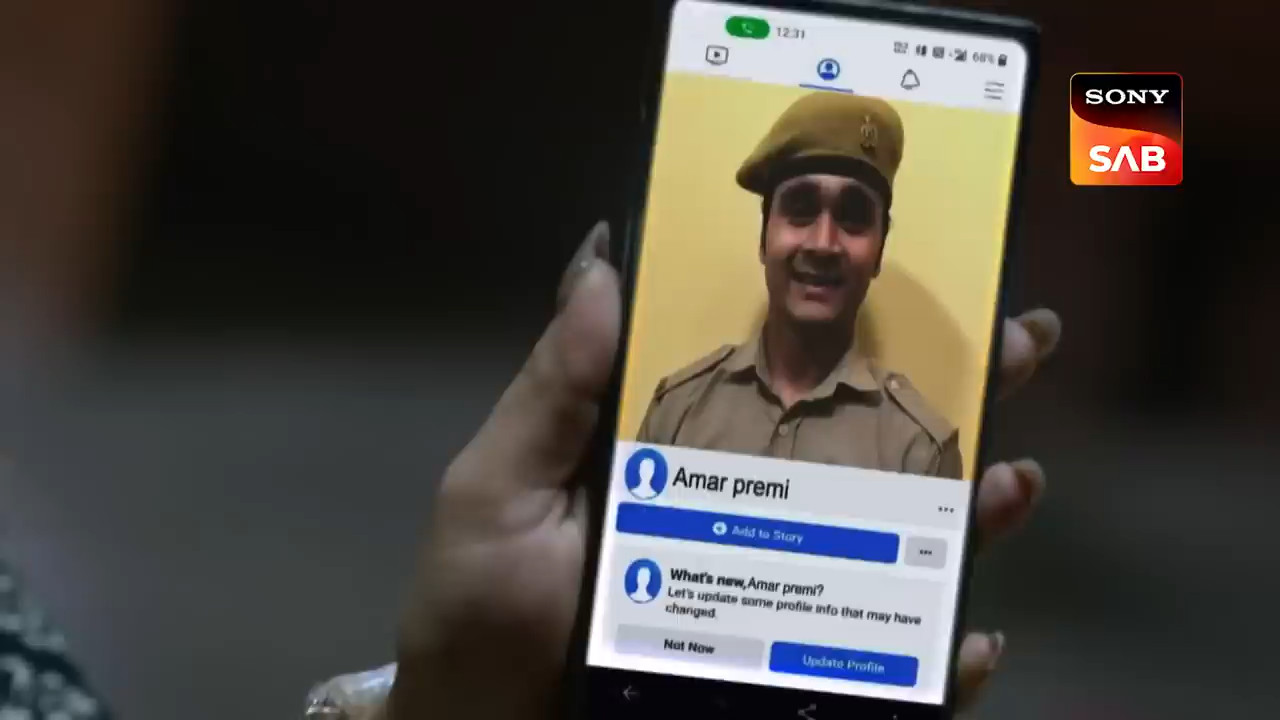 12:31
68%
SONY
SAB
Amar premi
Add to Story
What's new, Amar premi?
Let's update some profile info that may have
changed.
Not Now
Update Profile